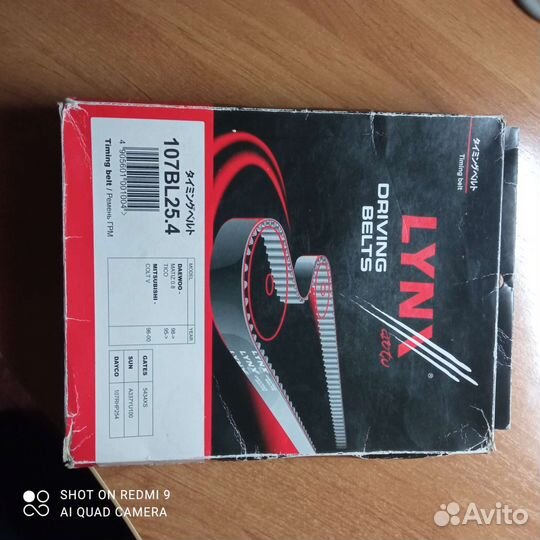 タイミングベルト
Timing belt
LYNX
auto
®
DRIVING
BELTS
タイミングベルト
107BL25.4
4 905601 001004
Timing belt / Ремень ГРМ
MODEL
YEAR
DAEWOO -
MATIZ 0.8
98->
TICO
95->
MITSUBISHI -
COLT V
96-00
GATES
5434XS
SUN
A337YU100
DAYCO
107RHP254
LYNX
LYNX
SHOT ON REDMI 9
AI QUAD CAMERA
Avito